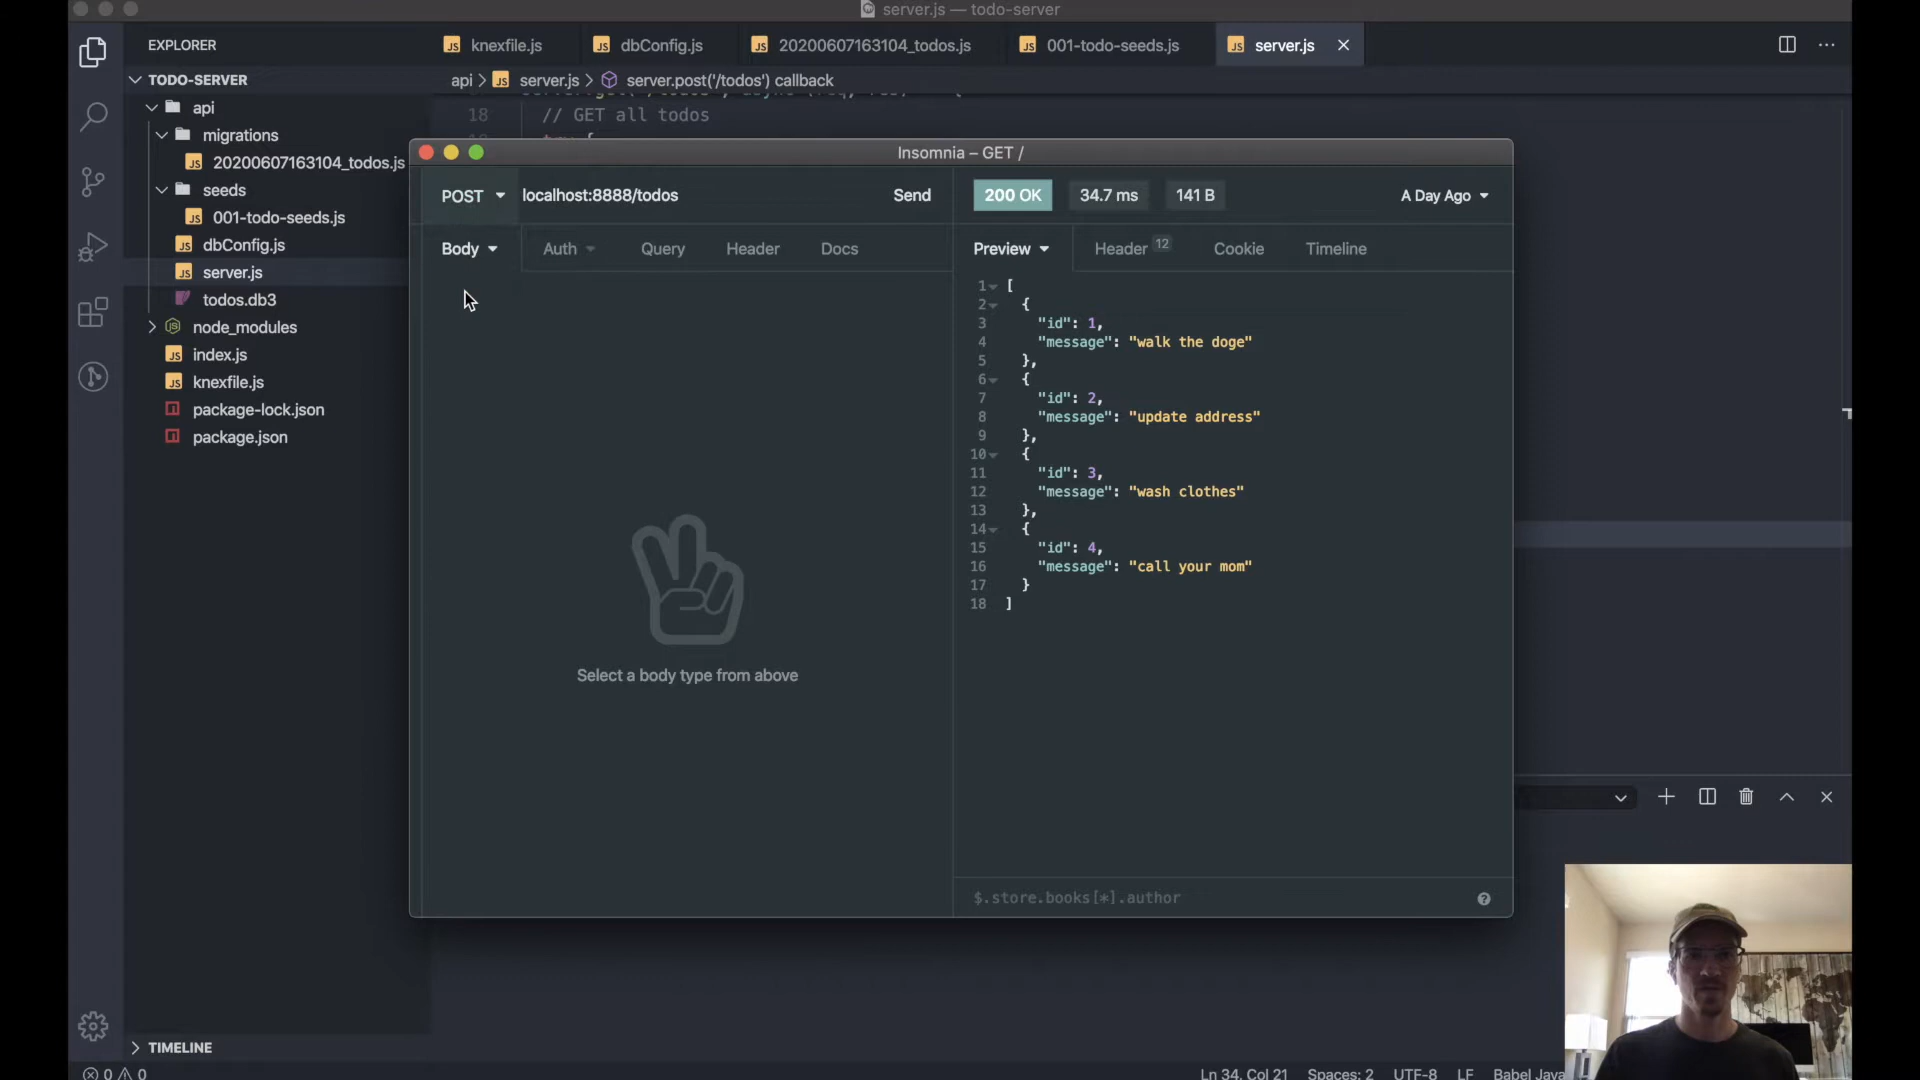 server.js — todo-server
EXPLORER
knexfile.js
dbConfig.js
20200607163104_todos.js
001-todo-seeds.js
server.js
TODO-SERVER
api > server.js > server.post('/todos') callback
api
18 // GET all todos
migrations
20200607163104_todos.js
seeds
001-todo-seeds.js
dbConfig.js
server.js
todos.db3
node_modules
index.js
knexfile.js
package-lock.json
package.json
TIMELINE
Insomnia – GET /
POST localhost:8888/todos Send
Body Auth Query Header Docs
Select a body type from above
200 OK 34.7 ms 141 B A Day Ago
Preview Header 12 Cookie Timeline
1 [
2 {
3 "id": 1,
4 "message": "walk the doge"
5 },
6 {
7 "id": 2,
8 "message": "update address"
9 },
10 {
11 "id": 3,
12 "message": "wash clothes"
13 },
14 {
15 "id": 4,
16 "message": "call your mom"
17 }
18 ]
$.store.books[*].author
0 0
Ln 34, Col 21 Spaces: 2 UTF-8 LF Babel Java